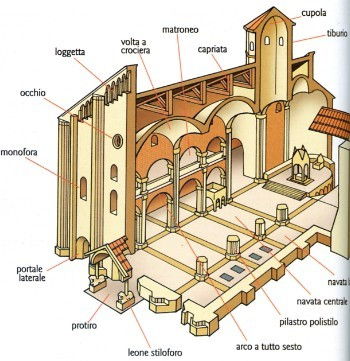 cupola
matroneo
tiburio
volta a
crociera
capriata
loggetta
occhio
monofora
portale
laterale
navata
navata centrale
protiro
pilastro polistilo
arco a tutto sesto
leone stiloforo